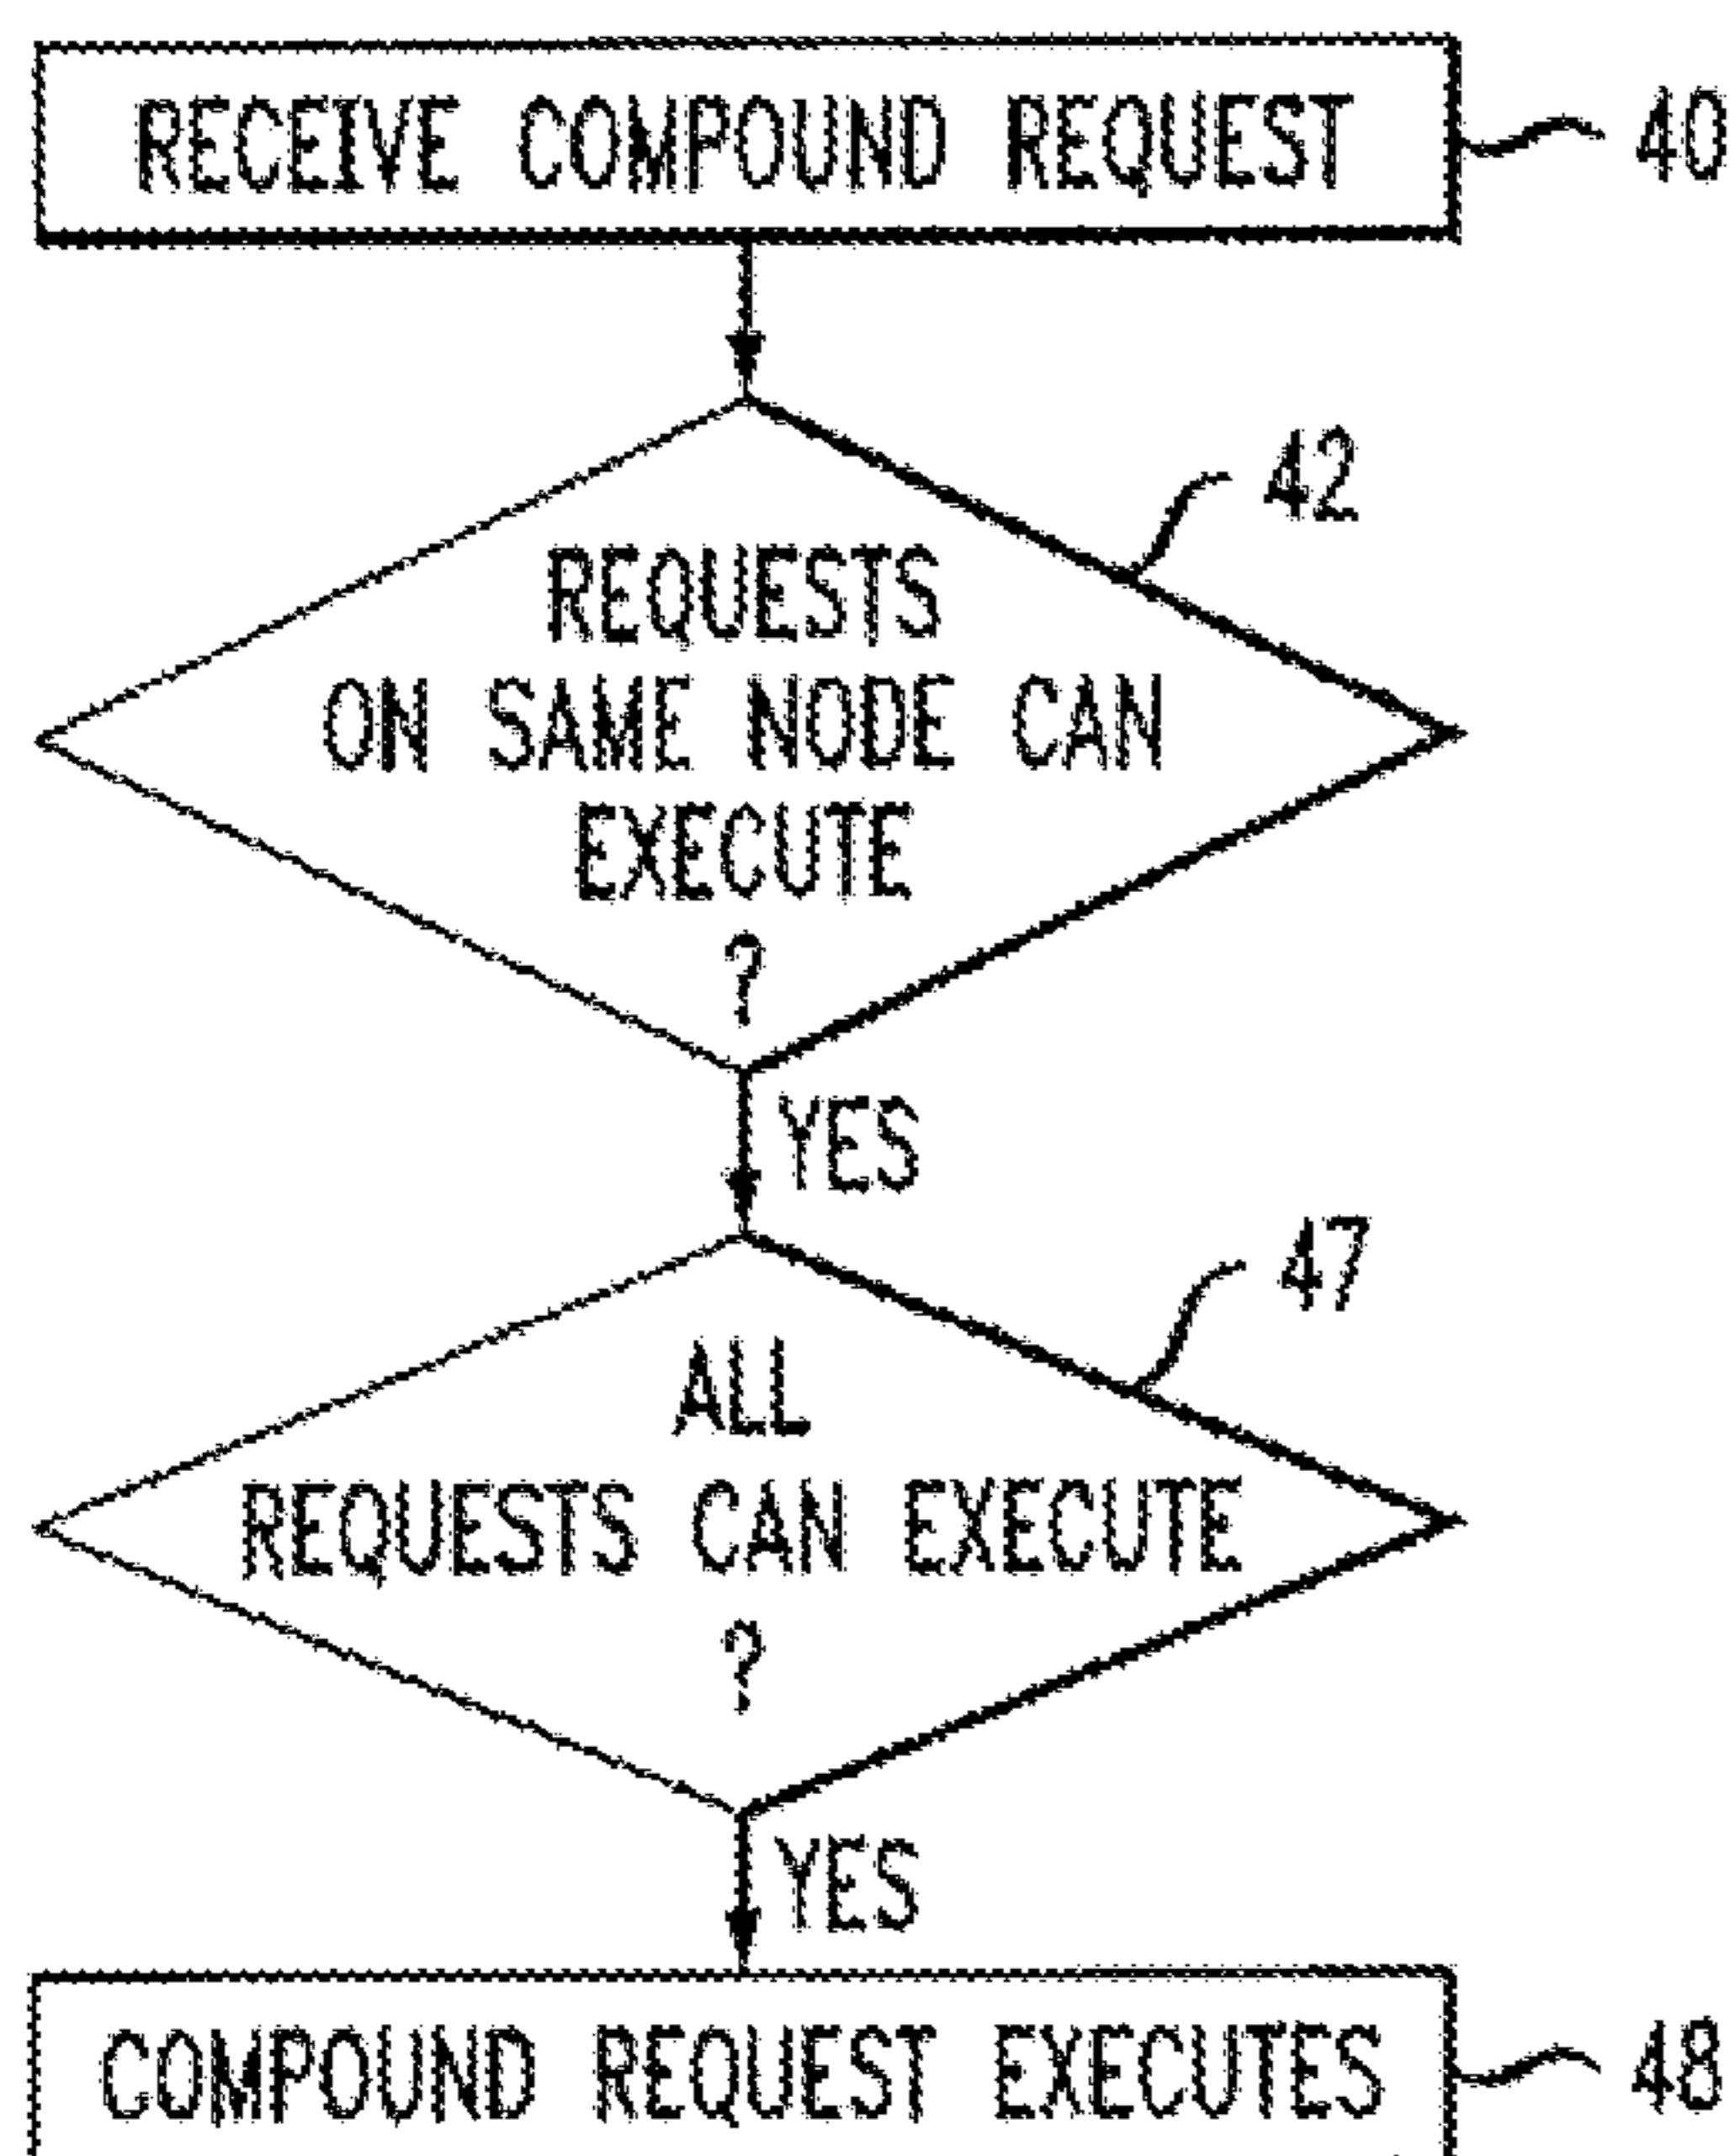 RECEIVE COMPOUND REQUEST 40
42
REQUESTS
ON SAME NODE CAN
EXECUTE
?
YES
47
ALL
REQUESTS CAN EXECUTE
?
YES
COMPOUND REQUEST EXECUTES 48